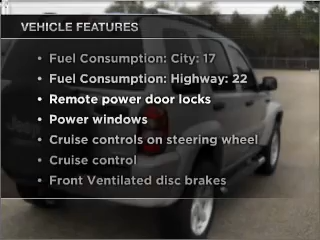 VEHICLE FEATURES
• Fuel Consumption: City: 17
• Fuel Consumption: Highway: 22
• Remote power door locks
• Power windows
• Cruise controls on steering wheel
• Cruise control
• Front Ventilated disc brakes